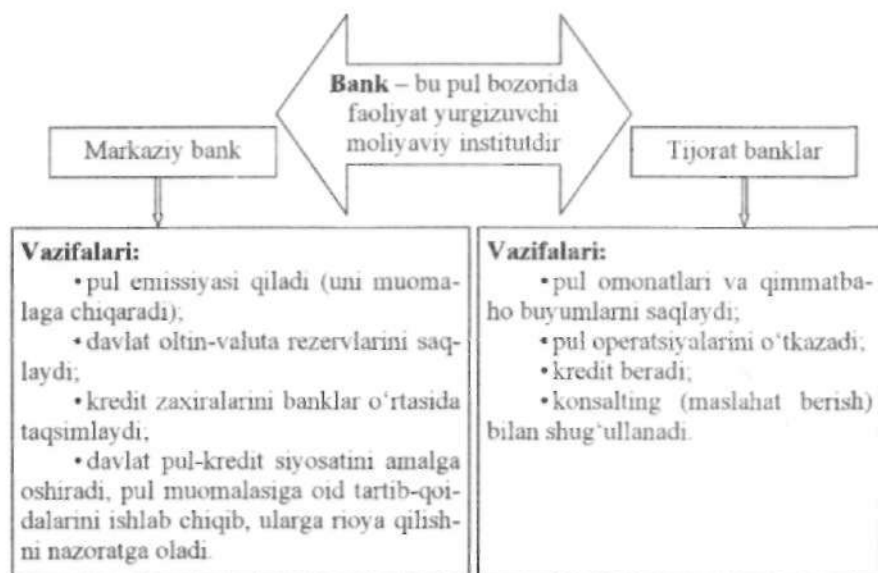 Bank – bu pul bozorida
faoliyat yurgizuvchi
moliyaviy institutdir
Markaziy bank
Tijorat banklar
Vazifalari:
•pul emissiyasi qiladi (uni muoma-
laga chiqaradi);
•davlat oltin-valuta rezervlarini saq-
laydi;
•kredit zaxiralarini banklar o‘rtasida
taqsimlaydi;
•davlat pul-kredit siyosatini amalga
oshiradi, pul muomalasiga oid tartib-qoi-
dalarini ishlab chiqib, ularga rioya qilish-
ni nazoratga oladi.
Vazifalari:
•pul omonatlari va qimmatba-
ho buyumlarni saqlaydi;
•pul operatsiyalarini o‘tkazadi;
•kredit beradi;
•konsalting (maslahat berish)
bilan shug‘ullanadi.